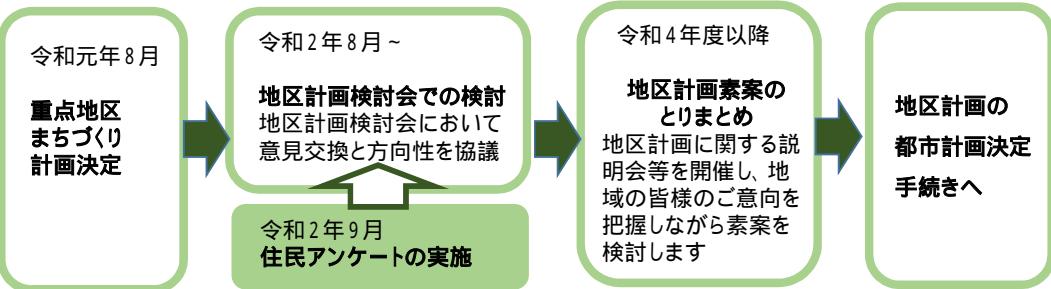 令和元年8月
重点地区
まちづくり
計画決定
令和2年8月~
地区計画検討会での検討
地区計画検討会において
意見交換と方向性を協議
令和2年9月
住民アンケートの実施
令和4年度以降
地区計画素案の
とりまとめ
地区計画に関する説
明会等を開催し、地
域の皆様のご意向を
把握しながら素案を
検討します
地区計画の
都市計画決定
手続きへ